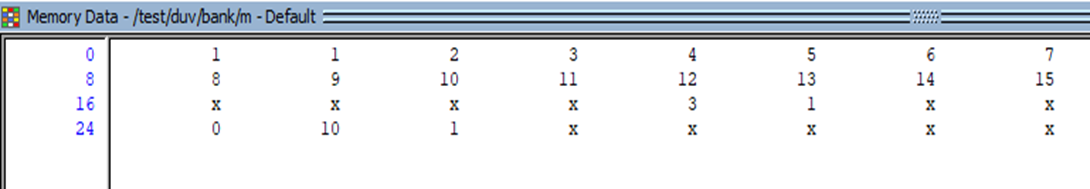 Memory Data - /test/duv/bank/m - Default
0 1 1 2 3 4 5 6 7
8 8 9 10 11 12 13 14 15
16 x x x x 3 1 x x
24 0 10 1 x x x x x